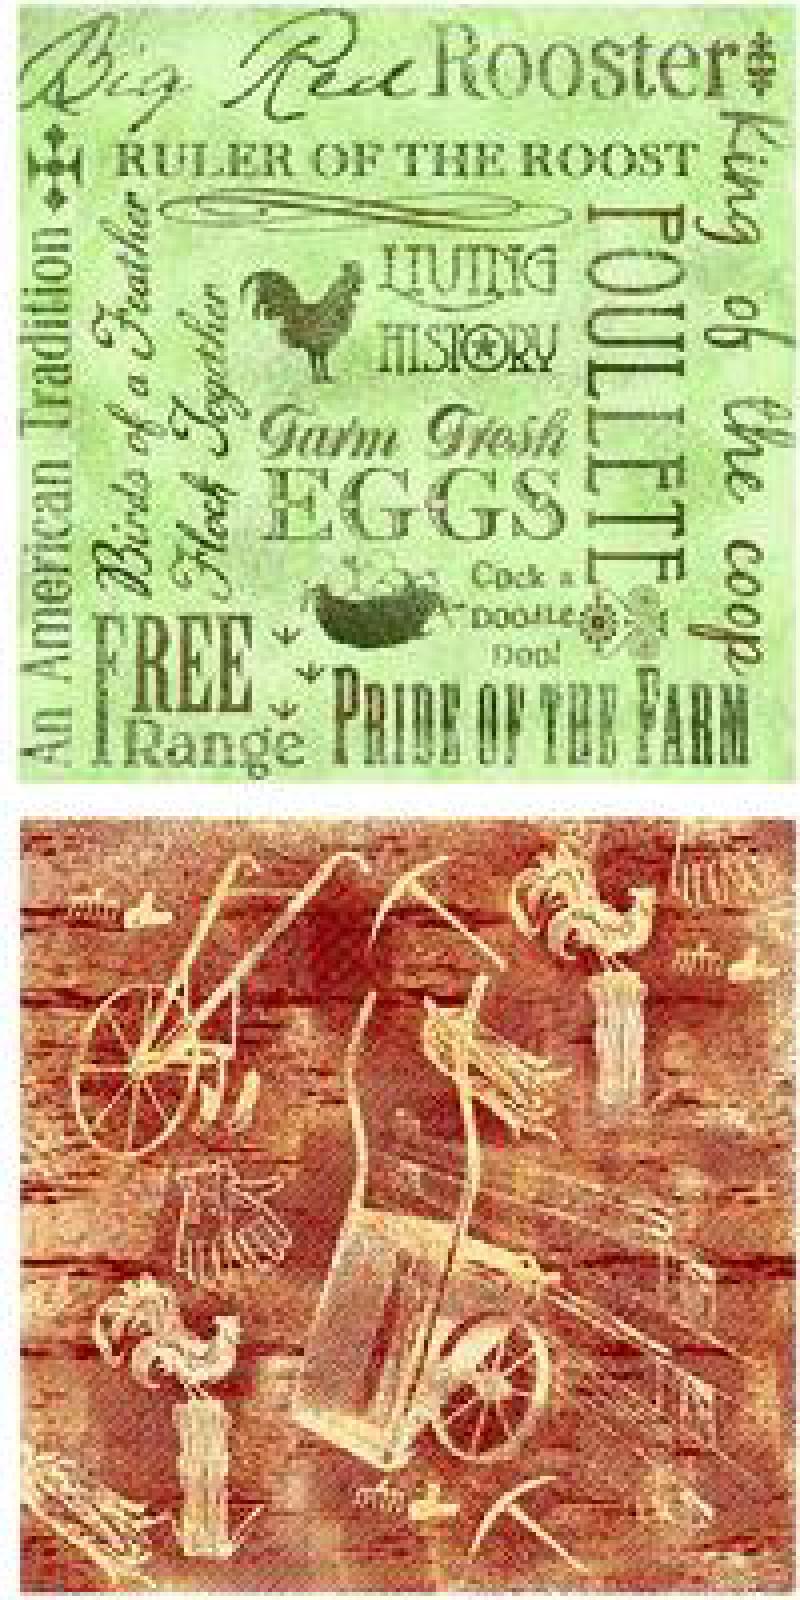 Big Red Rooster
RULER OF THE ROOST
King of the coop
An American Tradition
Birds of a Feather
Flock Together
LIVING
HISTORY
POULLETE
Farm Fresh
EGGS
Cock a
DOODLE
DOO!
FREE
Range
PRIDE OF THE FARM